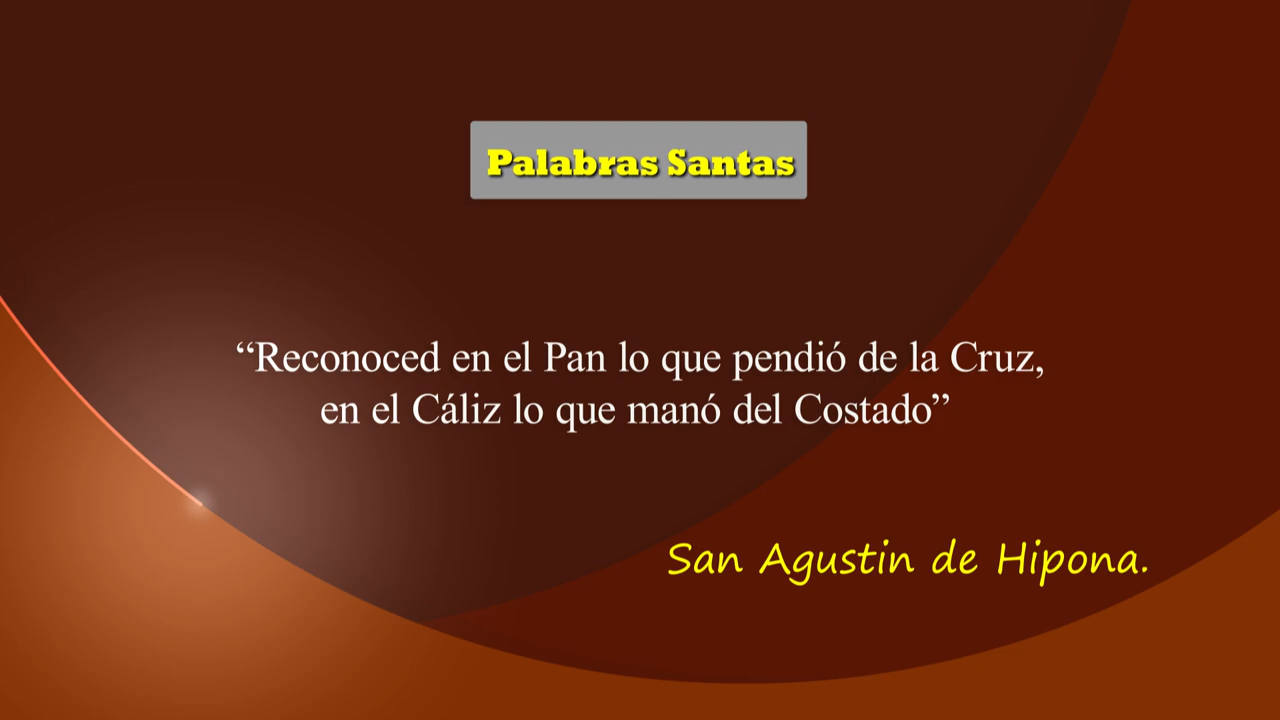 Palabras Santas
“Reconoced en el Pan lo que pendió de la Cruz,
en el Cáliz lo que manó del Costado”
San Agustin de Hipona.